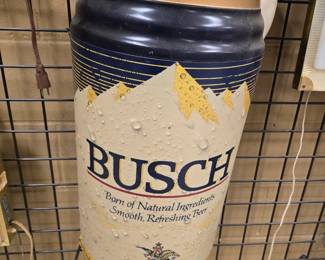 BUSCH
Born of Natural Ingredients
Smooth, Refreshing Beer